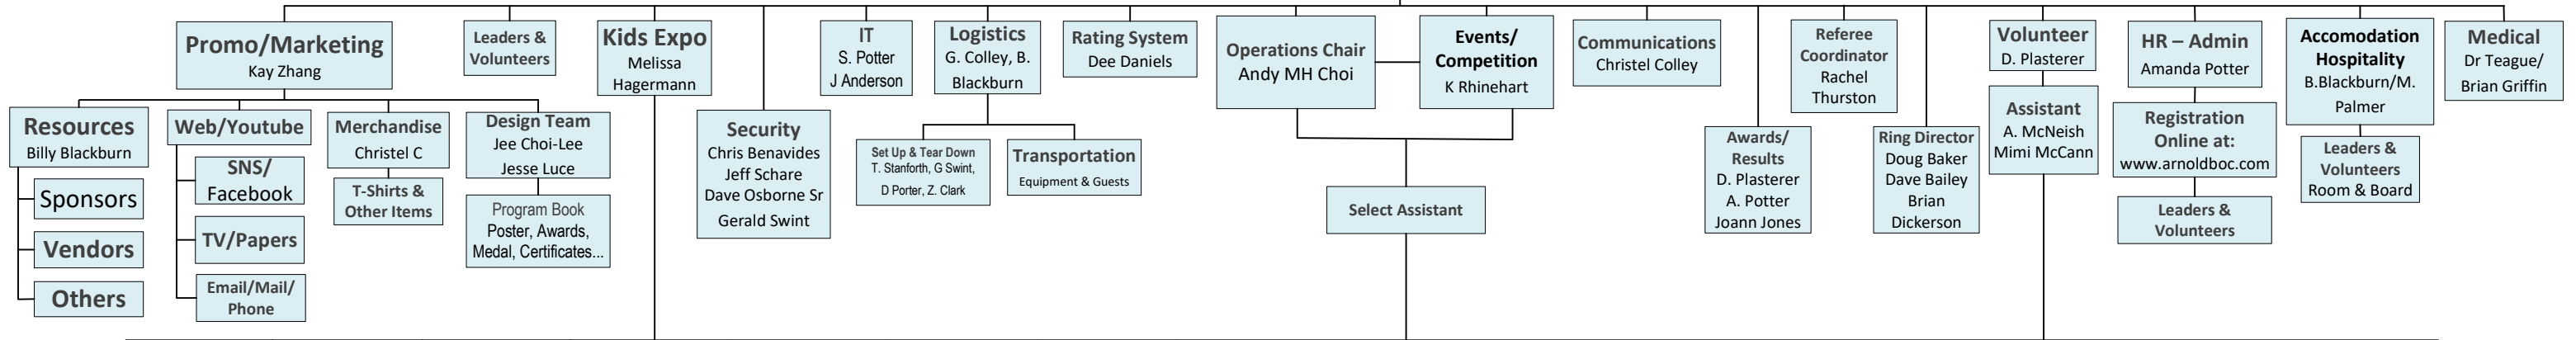 Promo/Marketing
Kay Zhang
Resources
Billy Blackburn
Sponsors
Vendors
Others
Web/Youtube
SNS/
Facebook
TV/Papers
Email/Mail/
Phone
Merchandise
Christel C
T-Shirts &
Other Items
Design Team
Jee Choi-Lee
Jesse Luce
Program Book
Poster, Awards,
Medal, Certificates...
Leaders &
Volunteers
Kids Expo
Melissa
Hagermann
Security
Chris Benavides
Jeff Schare
Dave Osborne Sr
Gerald Swint
IT
S. Potter
J Anderson
Logistics
G. Colley, B.
Blackburn
Set Up & Tear Down
T. Stanforth, G Swint,
D Porter, Z. Clark
Transportation
Equipment & Guests
Rating System
Dee Daniels
Operations Chair
Andy MH Choi
Events/
Competition
K Rhinehart
Select Assistant
Communications
Christel Colley
Awards/
Results
D. Plasterer
A. Potter
Joann Jones
Referee
Coordinator
Rachel
Thurston
Ring Director
Doug Baker
Dave Bailey
Brian
Dickerson
Volunteer
D. Plasterer
Assistant
A. McNeish
Mimi McCann
HR – Admin
Amanda Potter
Registration
Online at:
www.arnoldboc.com
Leaders &
Volunteers
Accomodation
Hospitality
B.Blackburn/M.
Palmer
Leaders &
Volunteers
Room & Board
Medical
Dr Teague/
Brian Griffin